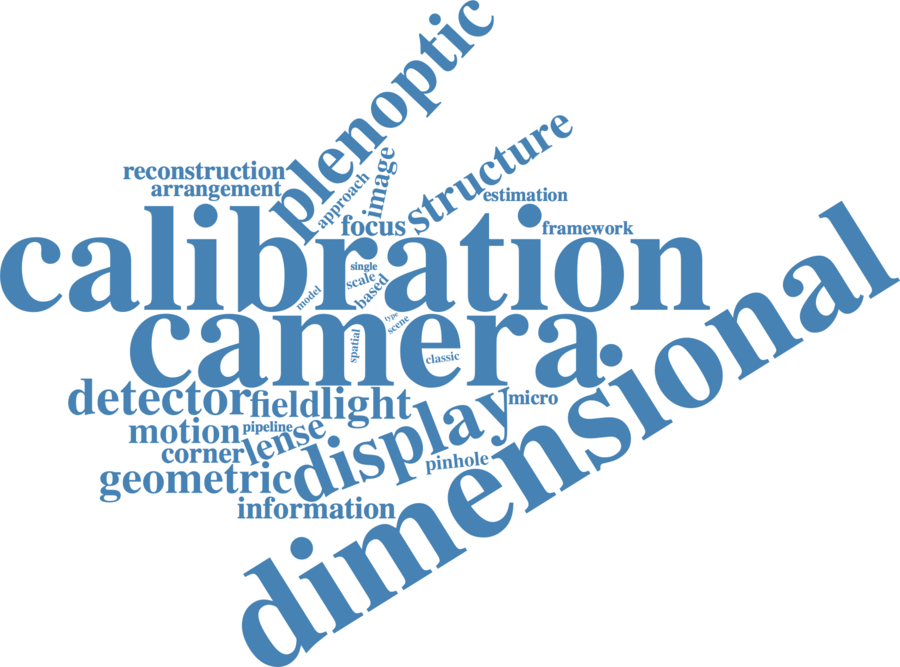 plenoptic
structure
reconstruction
image
approach
arrangement
estimation
focus
framework
calibration
single
scale
based
model
type
scene
camera
spatial
classic
dimensional
detector
field
light
display
micro
motion
pipeline
lense
corner
pinhole
geometric
information